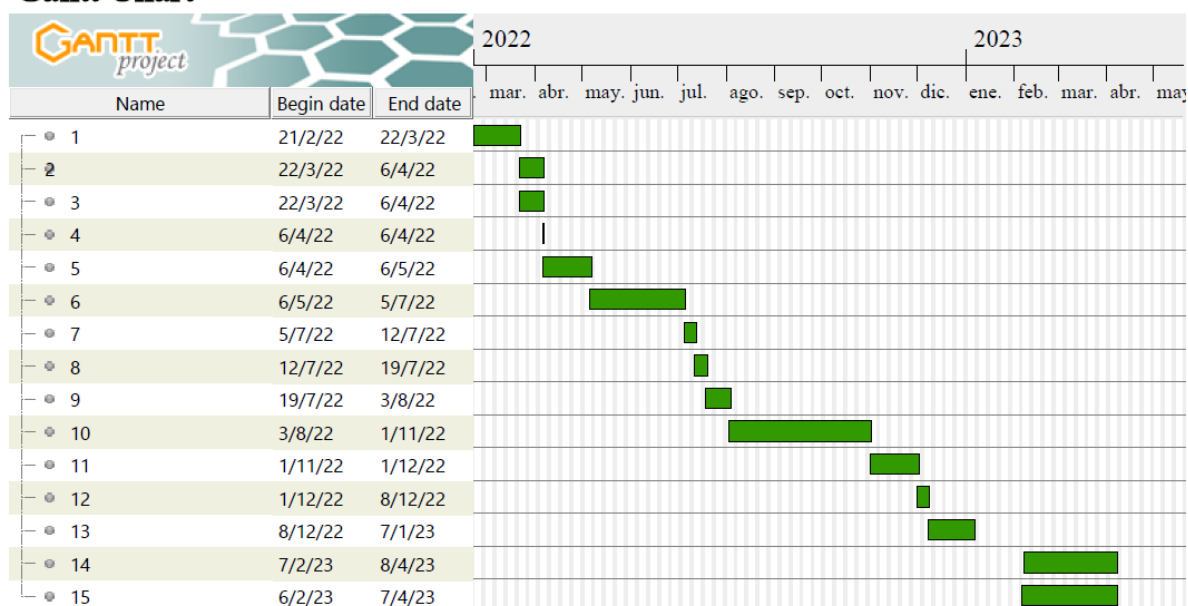 Gantt Chart
GANTT project
2022 2023
mar. abr. may. jun. jul. ago. sep. oct. nov. dic. ene. feb. mar. abr. may
Name Begin date End date
1 21/2/22 22/3/22
2 22/3/22 6/4/22
3 22/3/22 6/4/22
4 6/4/22 6/4/22
5 6/4/22 6/5/22
6 6/5/22 5/7/22
7 5/7/22 12/7/22
8 12/7/22 19/7/22
9 19/7/22 3/8/22
10 3/8/22 1/11/22
11 1/11/22 1/12/22
12 1/12/22 8/12/22
13 8/12/22 7/1/23
14 7/2/23 8/4/23
15 6/2/23 7/4/23